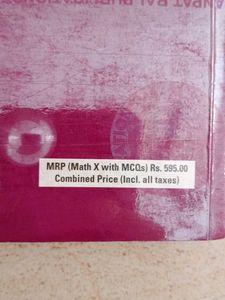 MRP (Math X with MCQs) Rs. 595.00
Combined Price (Incl. all taxes)